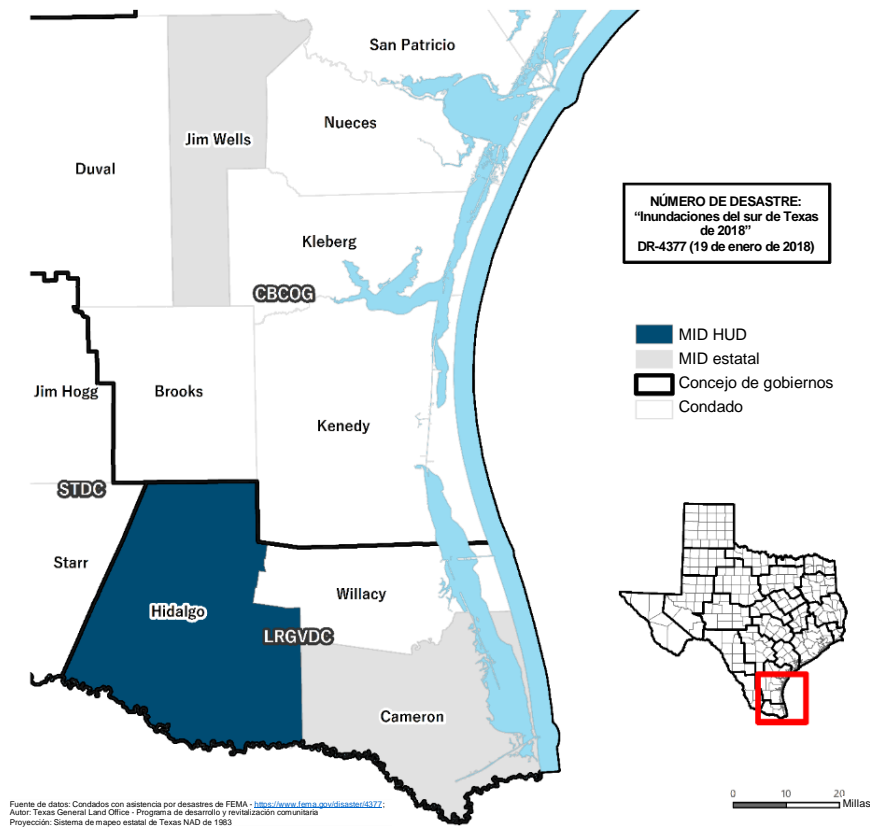 San Patricio
Nueces
Jim Wells
Duval
Kleberg
CBCOG
Jim Hogg
Brooks
Kenedy
STDC
Starr
Hidalgo
Willacy
LRGVDC
Cameron
NÚMERO DE DESASTRE:
“Inundaciones del sur de Texas
de 2018”
DR-4377 (19 de enero de 2018)
MID HUD
MID estatal
Concejo de gobiernos
Condado
0 10 20
Millas
Fuente de datos: Condados con asistencia por desastres de FEMA - https://www.fema.gov/disaster/4377;
Autor: Texas General Land Office - Programa de desarrollo y revitalización comunitaria
Proyección: Sistema de mapeo estatal de Texas NAD de 1983